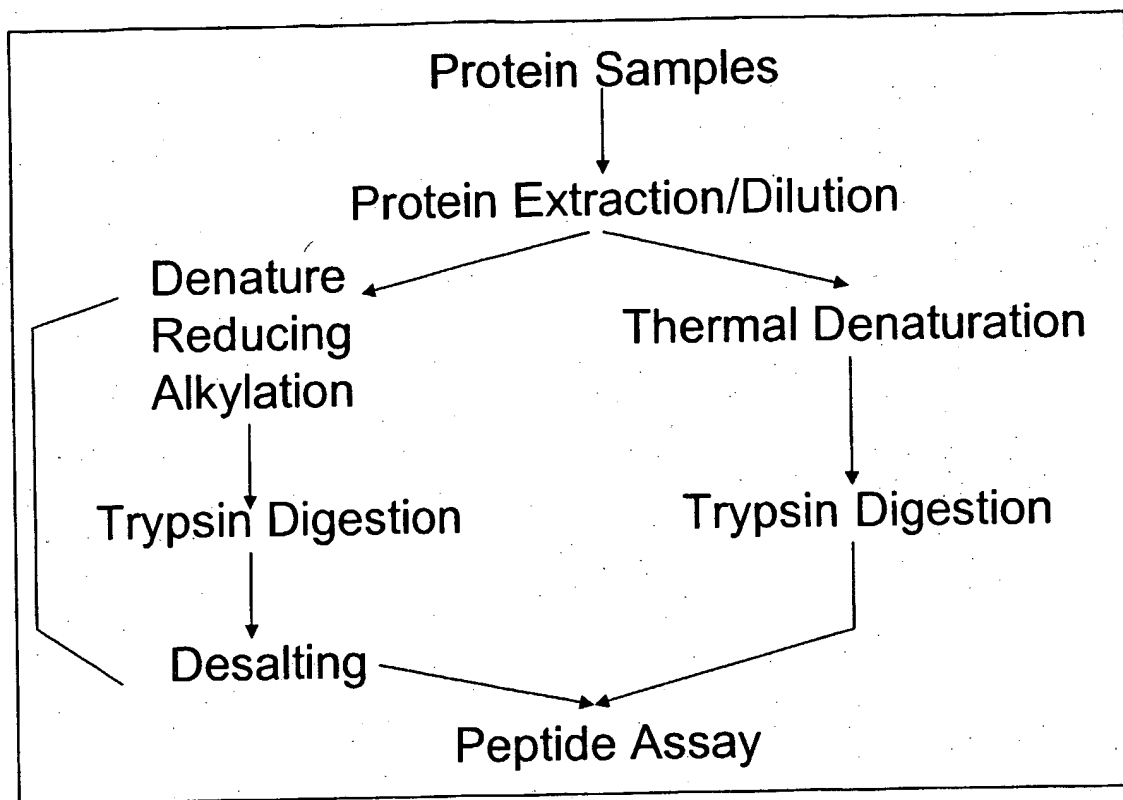 Protein Samples
Protein Extraction/Dilution
Denature
Reducing
Alkylation
Thermal Denaturation
Trypsin Digestion
Trypsin Digestion
Desalting
Peptide Assay